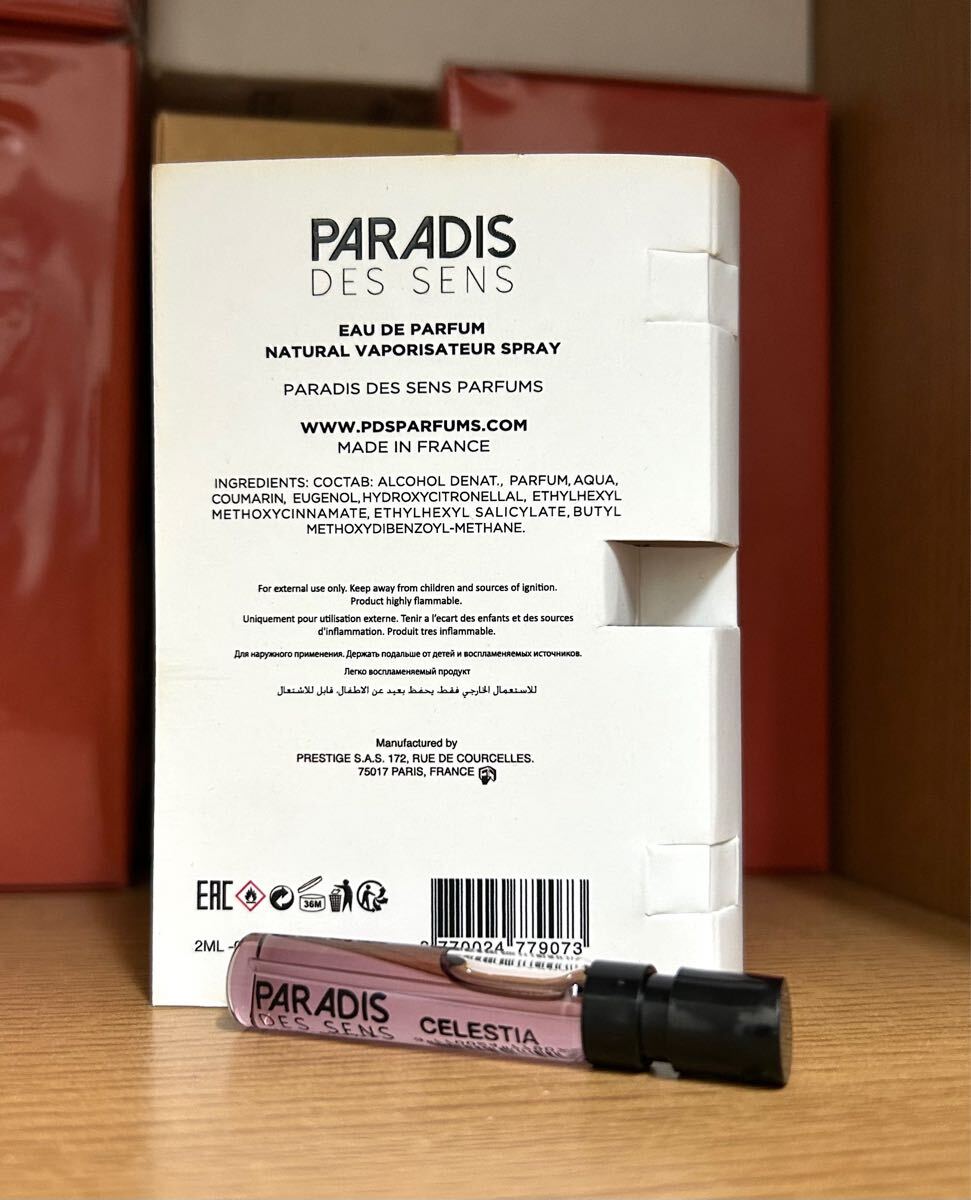 PARADIS
DES SENS
EAU DE PARFUM
NATURAL VAPORISATEUR SPRAY
PARADIS DES SENS PARFUMS
WWW.PDSPARFUMS.COM
MADE IN FRANCE
INGREDIENTS: COCTAB: ALCOHOL DENAT., PARFUM, AQUA,
COUMARIN, EUGENOL, HYDROXYCITRONELLAL, ETHYLHEXYL
METHOXYCINNAMATE, ETHYLHEXYL SALICYLATE, BUTYL
METHOXYDIBENZOYL-METHANE.
For external use only. Keep away from children and sources of ignition.
Product highly flammable.
Uniquement pour utilisation externe. Tenir a l'ecart des enfants et des sources
d'inflammation. Produit tres inflammable.
Для наружного применения. Держать подальше от детей и воспламеняемых источников.
Легко воспламеняемый продукт
للاستعمال الخارجي فقط. يحفظ بعيد عن الاطفال. قابل للاشتعال
Manufactured by
PRESTIGE S.A.S. 172, RUE DE COURCELLES.
75017 PARIS, FRANCE
EAC
36M
2ML
770024 779073
PARADIS
DES SENS
CELESTIA